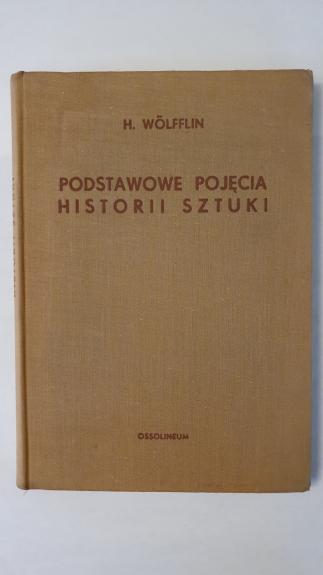 H. WÖLFFLIN
PODSTAWOWE POJĘCIA
HISTORII SZTUKI
OSSOLINEUM